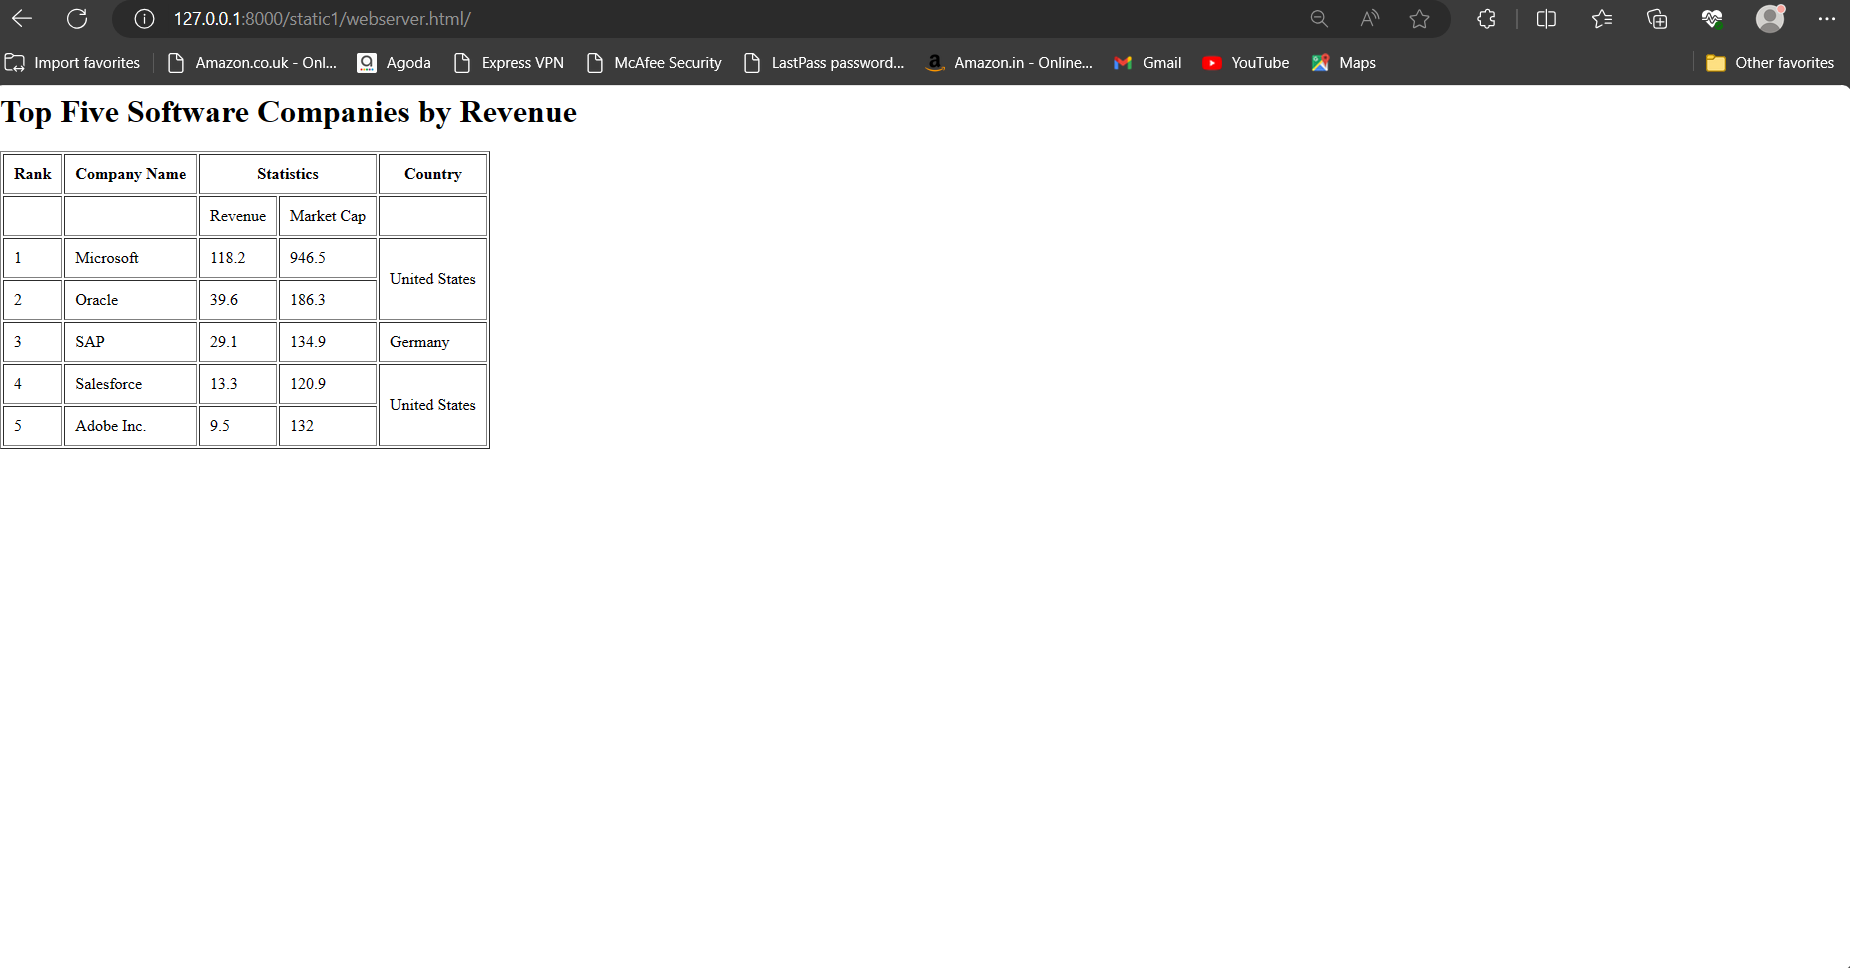 127.0.0.1:8000/static1/webserver.html/
Import favorites Amazon.co.uk - Onl... Agoda Express VPN McAfee Security LastPass password... Amazon.in - Online... Gmail YouTube Maps Other favorites
Top Five Software Companies by Revenue
Rank Company Name Statistics Country
Revenue Market Cap
1 Microsoft 118.2 946.5
United States
2 Oracle 39.6 186.3
3 SAP 29.1 134.9 Germany
4 Salesforce 13.3 120.9
United States
5 Adobe Inc. 9.5 132